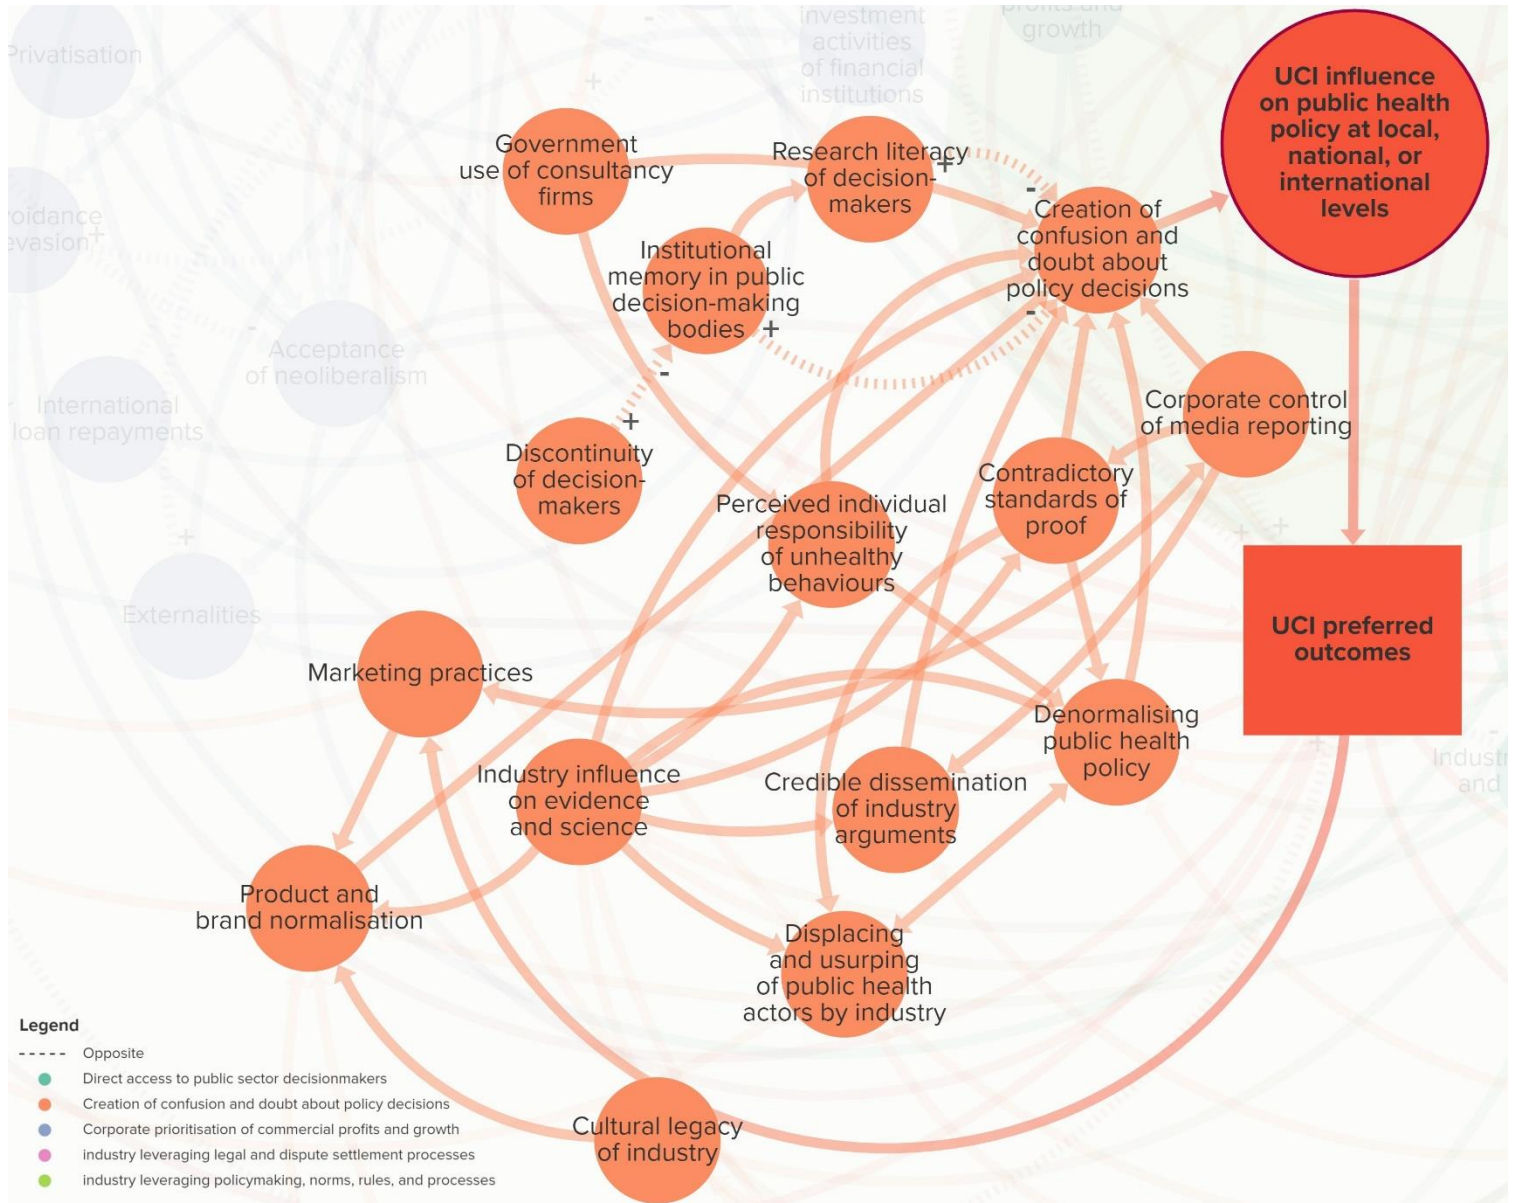 Privatisation
investment
activities
of financial
institutions
profits and
growth
UCI influence
on public health
policy at local,
national, or
international
levels
Government
use of consultancy
firms
Research literacy
of decision-
makers
Creation of
confusion and
doubt about
policy decisions
Institutional
memory in public
decision-making
bodies
voidance
evasion
Acceptance
of neoliberalism
International
loan repayments
Corporate control
of media reporting
Discontinuity
of decision-
makers
Contradictory
standards of
proof
Perceived individual
responsibility
of unhealthy
behaviours
Externalities
UCI preferred
outcomes
Marketing practices
Denormalising
public health
policy
Industry influence
on evidence
and science
Credible dissemination
of industry
arguments
Indust
and
Product and
brand normalisation
Displacing
and usurping
of public health
actors by industry
Cultural legacy
of industry
Legend
Opposite
Direct access to public sector decisionmakers
Creation of confusion and doubt about policy decisions
Corporate prioritisation of commercial profits and growth
industry leveraging legal and dispute settlement processes
industry leveraging policymaking, norms, rules, and processes